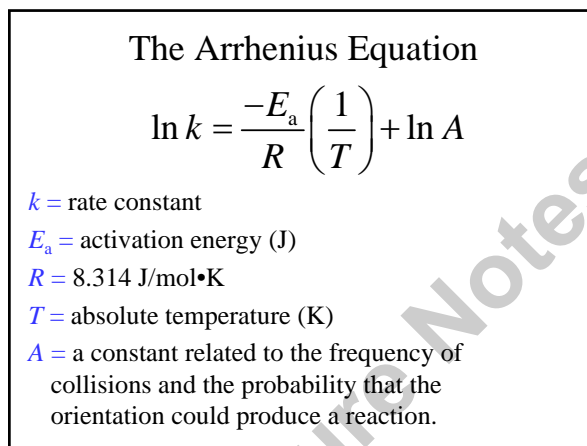 The Arrhenius Equation
ln k = -Eₐ/R (1/T) + ln A
k = rate constant
Eₐ = activation energy (J)
R = 8.314 J/mol•K
T = absolute temperature (K)
A = a constant related to the frequency of
collisions and the probability that the
orientation could produce a reaction.
Notes